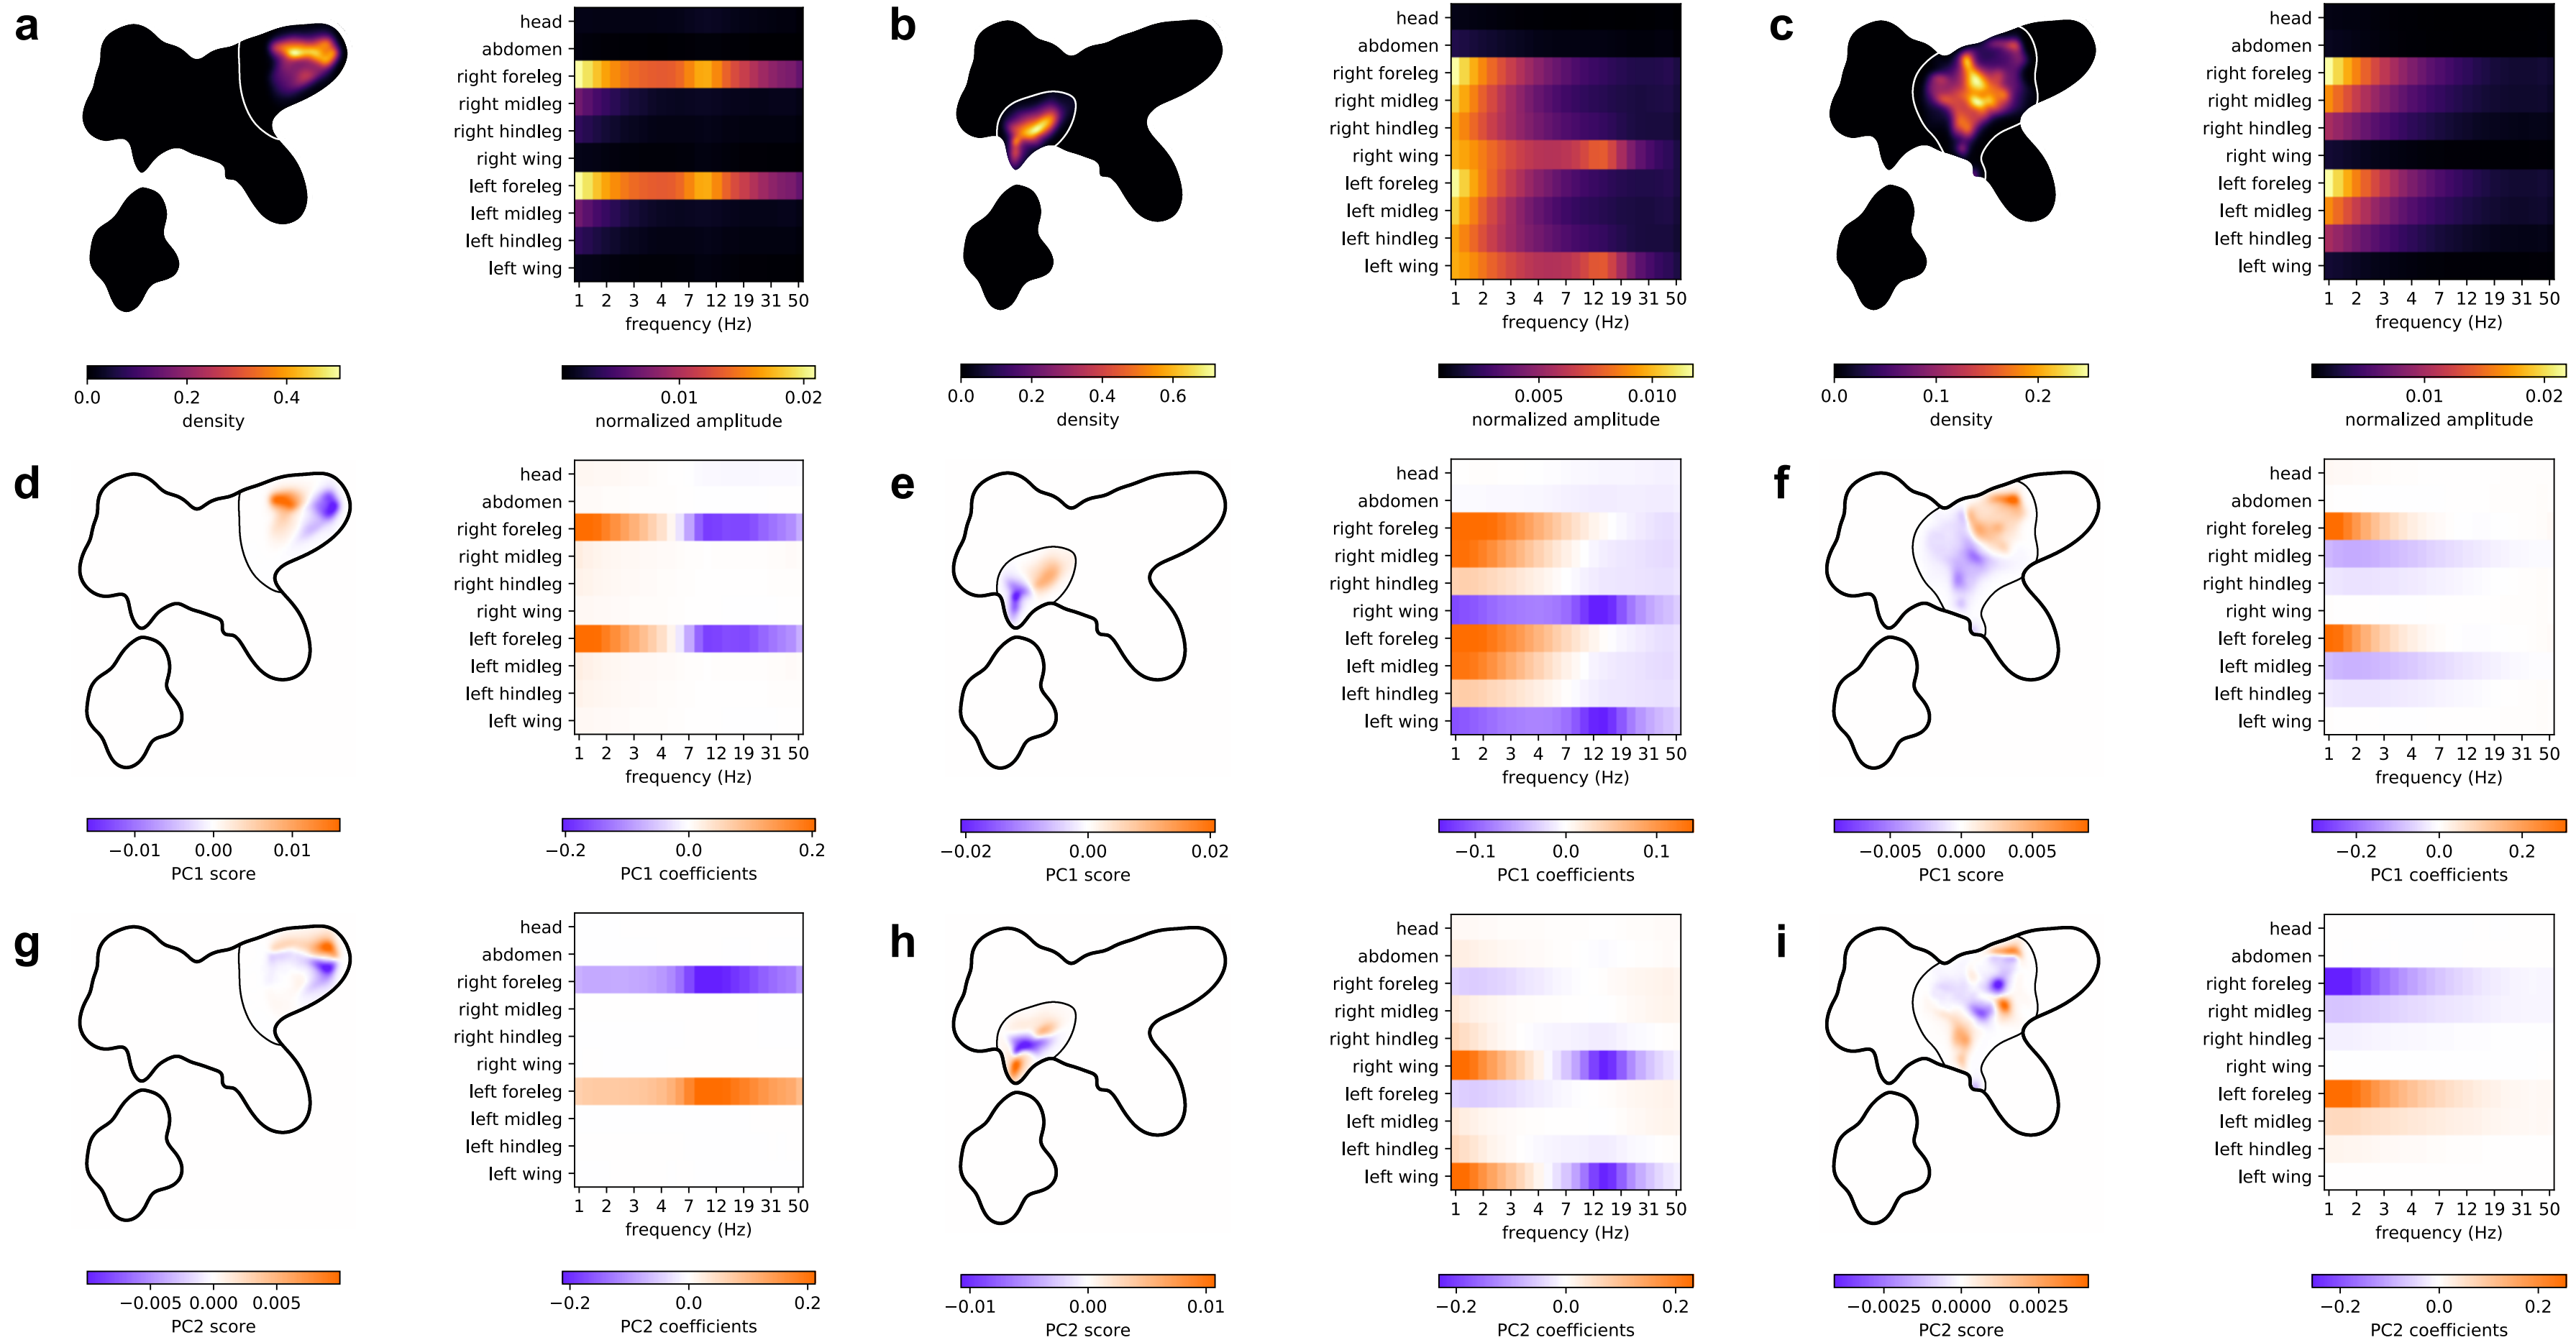 a
head
abdomen
right foreleg
right midleg
right hindleg
right wing
left foreleg
left midleg
left hindleg
left wing
1 2 3 4 7 12 19 31 50
frequency (Hz)
0.0 0.2 0.4
density
0.01 0.02
normalized amplitude
b
head
abdomen
right foreleg
right midleg
right hindleg
right wing
left foreleg
left midleg
left hindleg
left wing
1 2 3 4 7 12 19 31 50
frequency (Hz)
0.0 0.2 0.4 0.6
density
0.005 0.010
normalized amplitude
c
head
abdomen
right foreleg
right midleg
right hindleg
right wing
left foreleg
left midleg
left hindleg
left wing
1 2 3 4 7 12 19 31 50
frequency (Hz)
0.0 0.1 0.2
density
0.01 0.02
normalized amplitude
d
head
abdomen
right foreleg
right midleg
right hindleg
right wing
left foreleg
left midleg
left hindleg
left wing
1 2 3 4 7 12 19 31 50
frequency (Hz)
−0.01 0.00 0.01
PC1 score
−0.2 0.0 0.2
PC1 coefficients
e
head
abdomen
right foreleg
right midleg
right hindleg
right wing
left foreleg
left midleg
left hindleg
left wing
1 2 3 4 7 12 19 31 50
frequency (Hz)
−0.02 0.00 0.02
PC1 score
−0.1 0.0 0.1
PC1 coefficients
f
head
abdomen
right foreleg
right midleg
right hindleg
right wing
left foreleg
left midleg
left hindleg
left wing
1 2 3 4 7 12 19 31 50
frequency (Hz)
−0.005 0.000 0.005
PC1 score
−0.2 0.0 0.2
PC1 coefficients
g
head
abdomen
right foreleg
right midleg
right hindleg
right wing
left foreleg
left midleg
left hindleg
left wing
1 2 3 4 7 12 19 31 50
frequency (Hz)
−0.005 0.000 0.005
PC2 score
−0.2 0.0 0.2
PC2 coefficients
h
head
abdomen
right foreleg
right midleg
right hindleg
right wing
left foreleg
left midleg
left hindleg
left wing
1 2 3 4 7 12 19 31 50
frequency (Hz)
−0.01 0.00 0.01
PC2 score
−0.2 0.0 0.2
PC2 coefficients
i
head
abdomen
right foreleg
right midleg
right hindleg
right wing
left foreleg
left midleg
left hindleg
left wing
1 2 3 4 7 12 19 31 50
frequency (Hz)
−0.0025 0.0000 0.0025
PC2 score
−0.2 0.0 0.2
PC2 coefficients